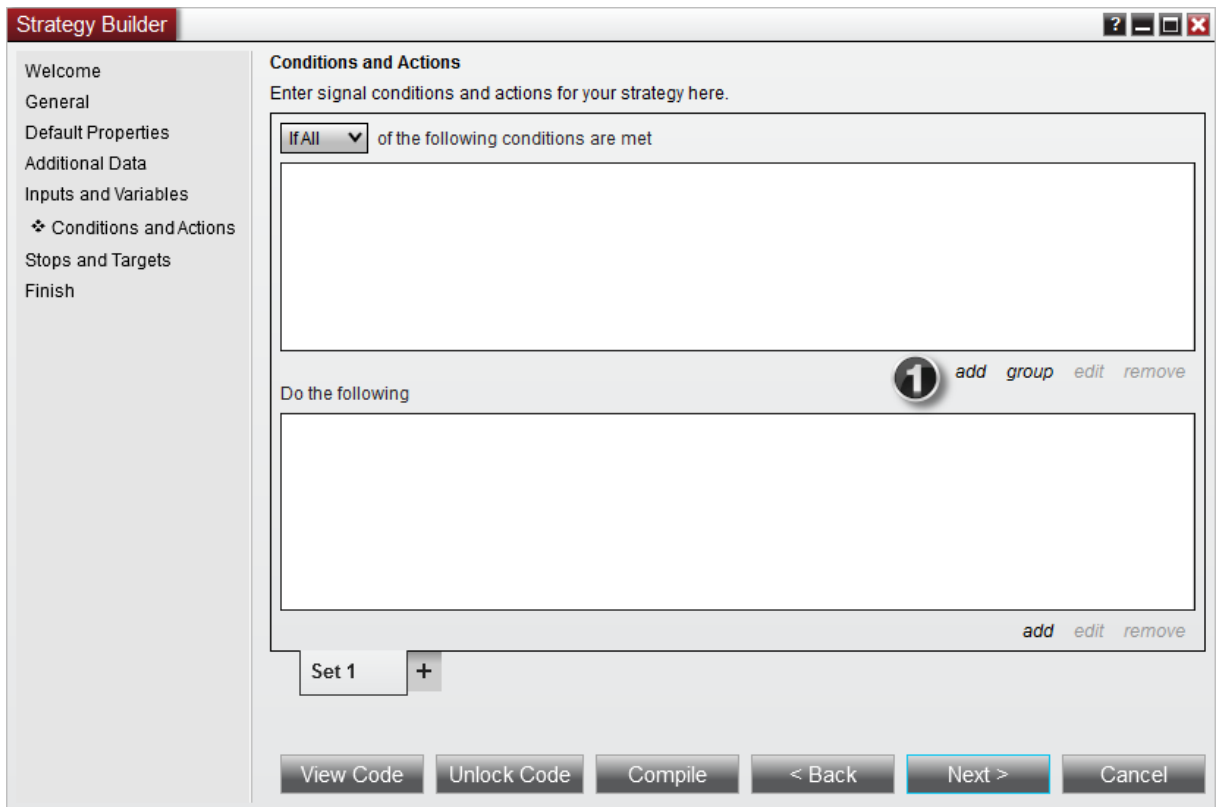 Strategy Builder
?
Welcome
General
Default Properties
Additional Data
Inputs and Variables
Conditions and Actions
Stops and Targets
Finish
Conditions and Actions
Enter signal conditions and actions for your strategy here.
If All of the following conditions are met
1 add group edit remove
Do the following
add edit remove
Set 1 +
View Code Unlock Code Compile < Back Next > Cancel